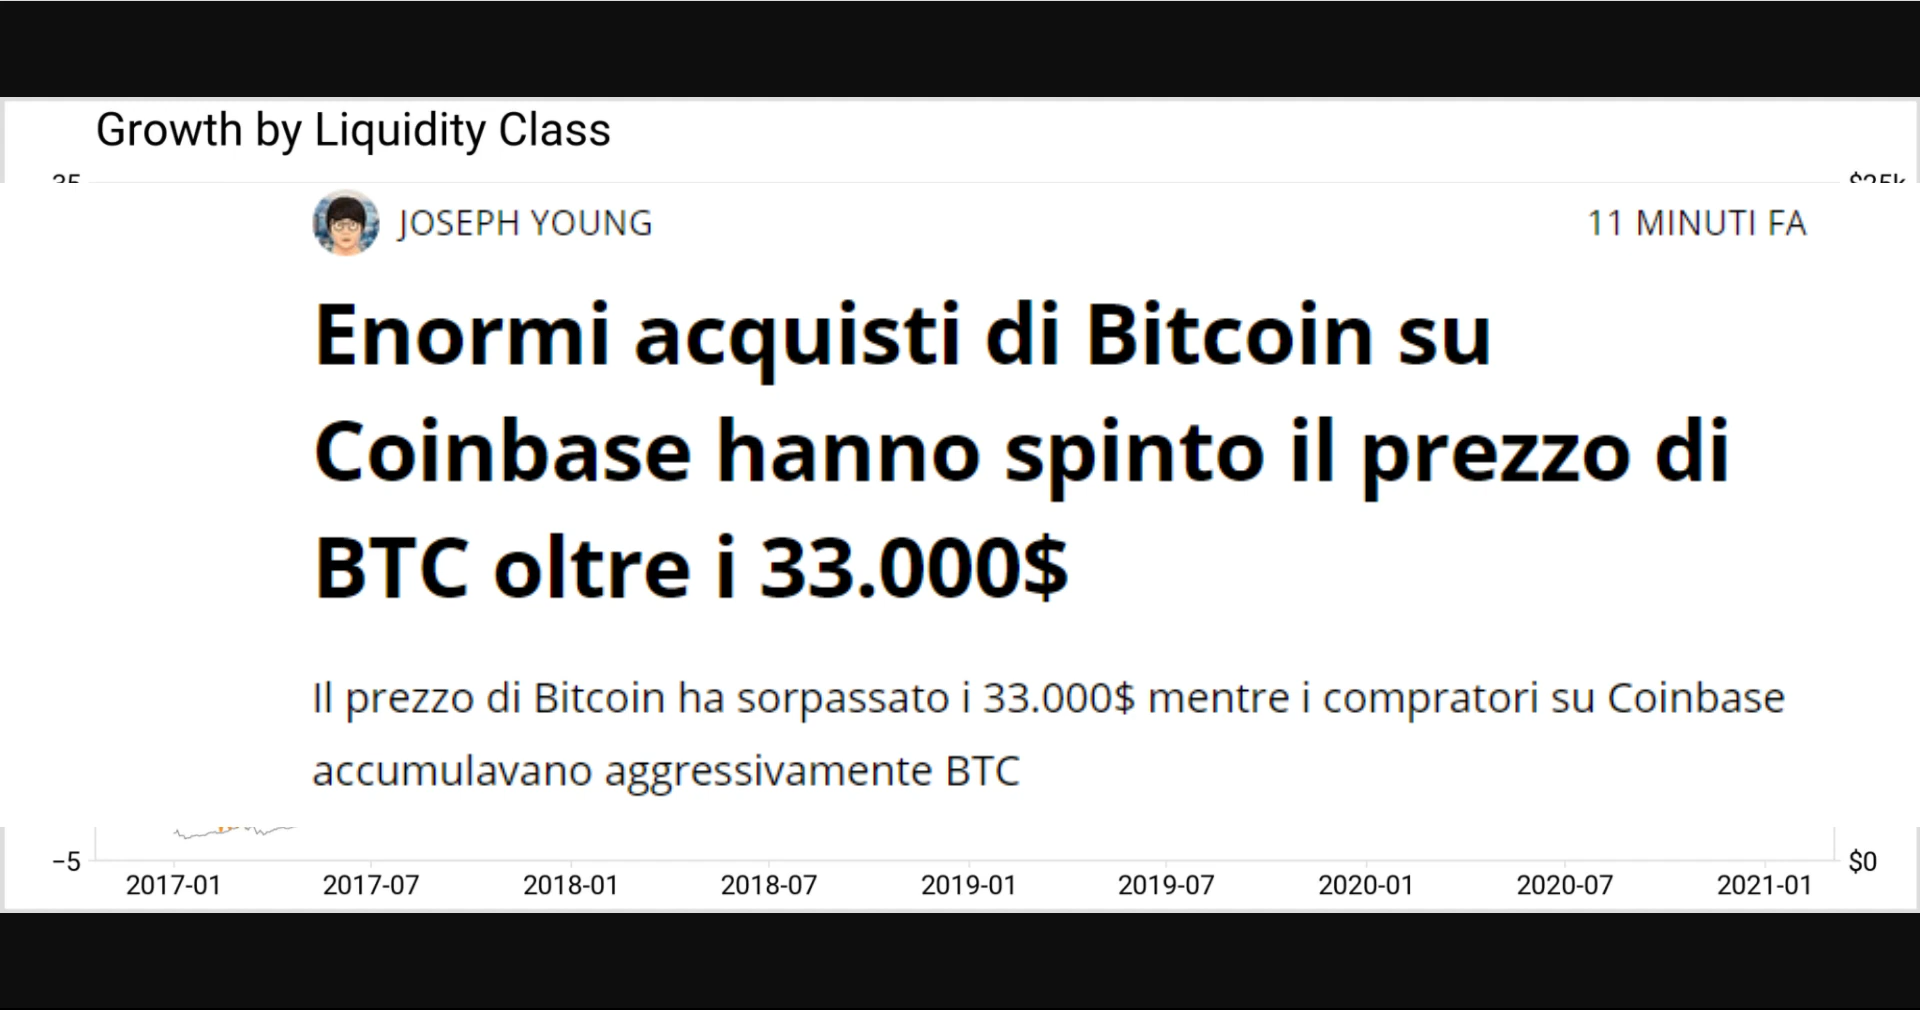 Growth by Liquidity Class
35 $25k
JOSEPH YOUNG 11 MINUTI FA
Enormi acquisti di Bitcoin su
Coinbase hanno spinto il prezzo di
BTC oltre i 33.000$
Il prezzo di Bitcoin ha sorpassato i 33.000$ mentre i compratori su Coinbase
accumulavano aggressivamente BTC
−5 $0
2017-01 2017-07 2018-01 2018-07 2019-01 2019-07 2020-01 2020-07 2021-01